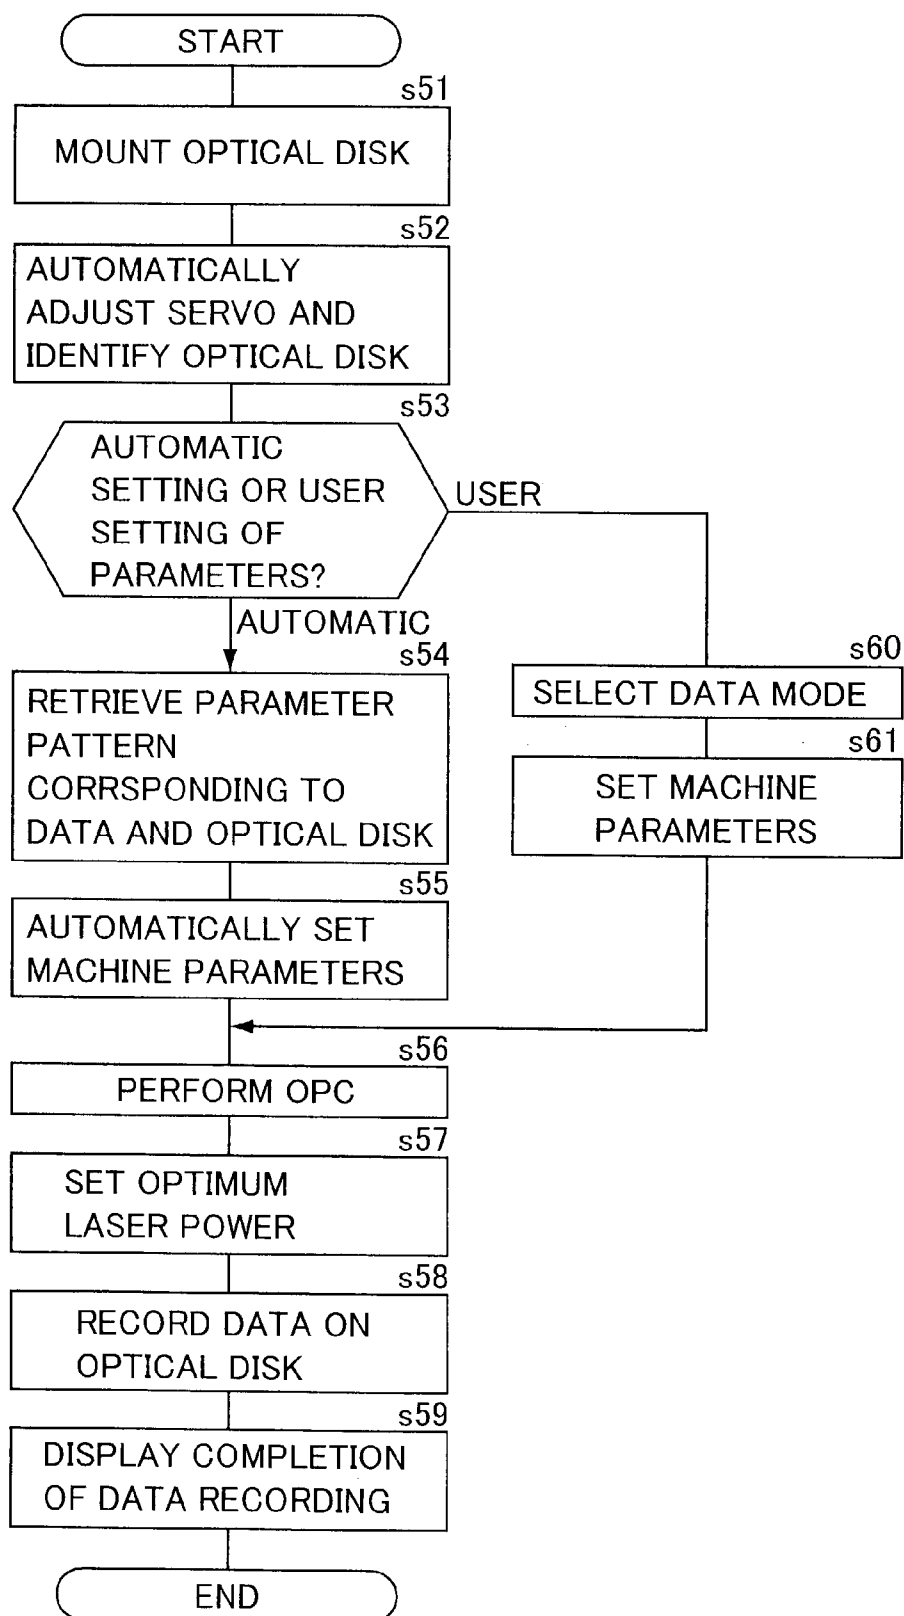 START
s51
MOUNT OPTICAL DISK
s52
AUTOMATICALLY
ADJUST SERVO AND
IDENTIFY OPTICAL DISK
s53
AUTOMATIC
SETTING OR USER
SETTING OF
PARAMETERS?
USER
AUTOMATIC
s54
RETRIEVE PARAMETER
PATTERN
CORRSPONDING TO
DATA AND OPTICAL DISK
s60
SELECT DATA MODE
s61
SET MACHINE
PARAMETERS
s55
AUTOMATICALLY SET
MACHINE PARAMETERS
s56
PERFORM OPC
s57
SET OPTIMUM
LASER POWER
s58
RECORD DATA ON
OPTICAL DISK
s59
DISPLAY COMPLETION
OF DATA RECORDING
END